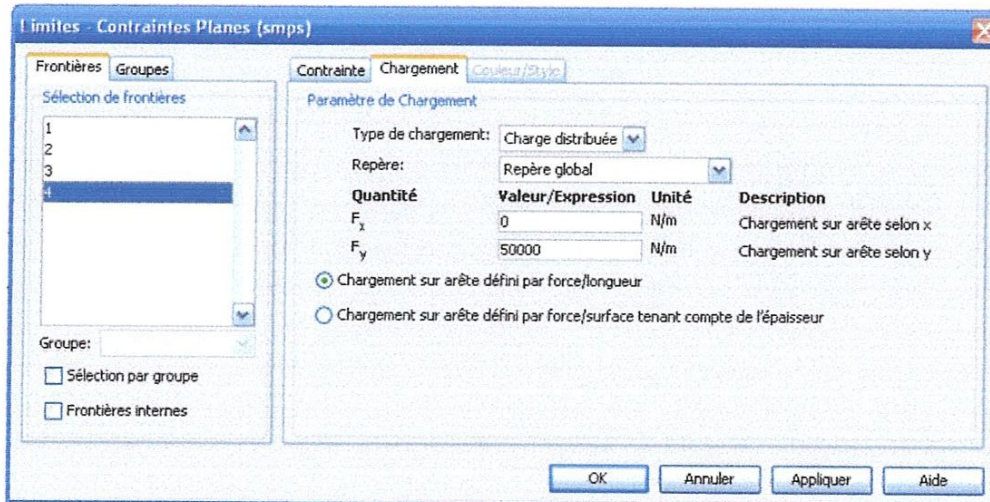 Limites - Contraintes Planes (smps)
Frontières Groupes
Sélection de frontières
1
2
3
4
Groupe:
Sélection par groupe
Frontières internes
Contrainte Chargement Couleur/Style
Paramètre de Chargement
Type de chargement: Charge distribuée
Repère: Repère global
Quantité Valeur/Expression Unité Description
Fx 0 N/m Chargement sur arête selon x
Fy 50000 N/m Chargement sur arête selon y
Chargement sur arête défini par force/longueur
Chargement sur arête défini par force/surface tenant compte de l'épaisseur
OK Annuler Appliquer Aide